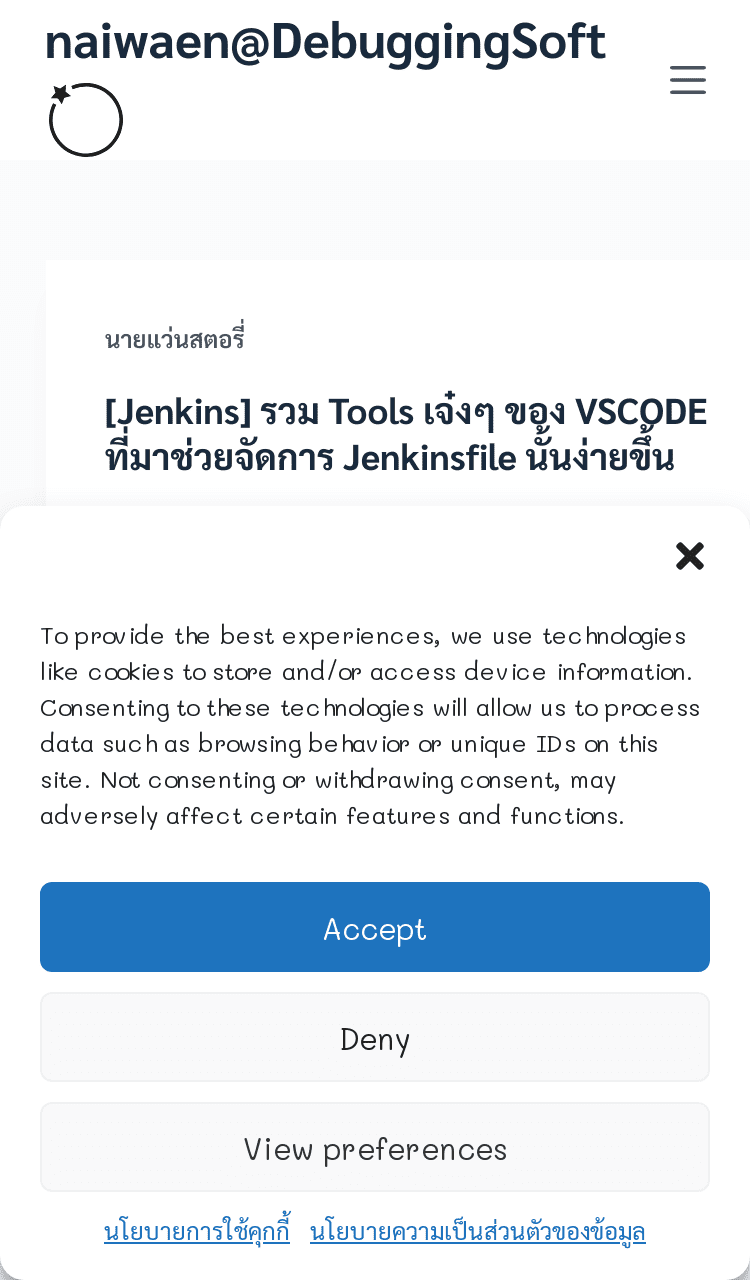 naiwaen@DebuggingSoft
นายแว่นสตอรี่
[Jenkins] รวม Tools เจ๋งๆ ของ VSCODE
ที่มาช่วยจัดการ Jenkinsfile นั้นง่ายขึ้น
To provide the best experiences, we use technologies
like cookies to store and/or access device information.
Consenting to these technologies will allow us to process
data such as browsing behavior or unique IDs on this
site. Not consenting or withdrawing consent, may
adversely affect certain features and functions.
Accept
Deny
View preferences
นโยบายการใช้คุกกี้ นโยบายความเป็นส่วนตัวของข้อมูล